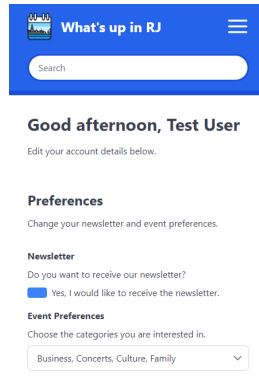 What's up in RJ
Search
Good afternoon, Test User
Edit your account details below.
Preferences
Change your newsletter and event preferences.
Newsletter
Do you want to receive our newsletter?
Yes, I would like to receive the newsletter.
Event Preferences
Choose the categories you are interested in.
Business, Concerts, Culture, Family